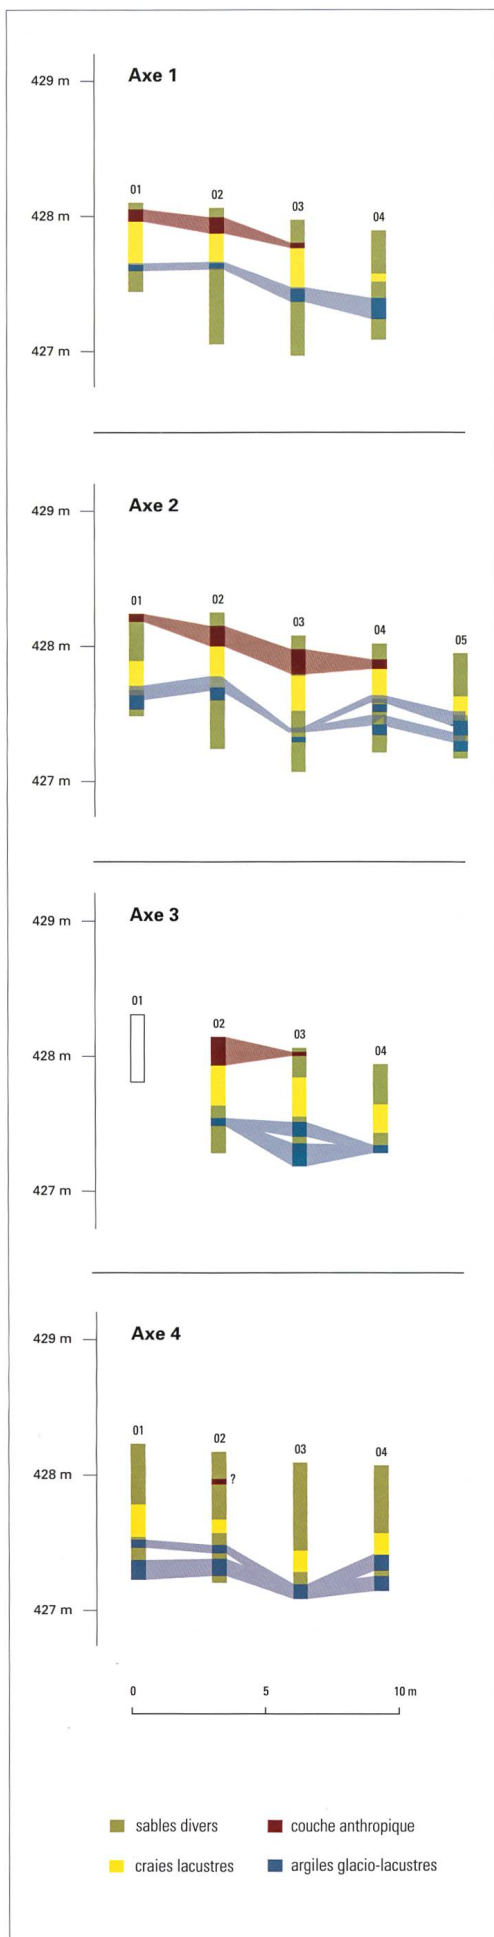 Axe 1
429 m
428 m
427 m
01
02
03
04
Axe 2
429 m
428 m
427 m
01
02
03
04
05
Axe 3
429 m
428 m
427 m
01
02
03
04
Axe 4
429 m
428 m
427 m
01
02
03
04
?
0 5 10 m
sables divers
couche anthropique
craies lacustres
argiles glacio-lacustres